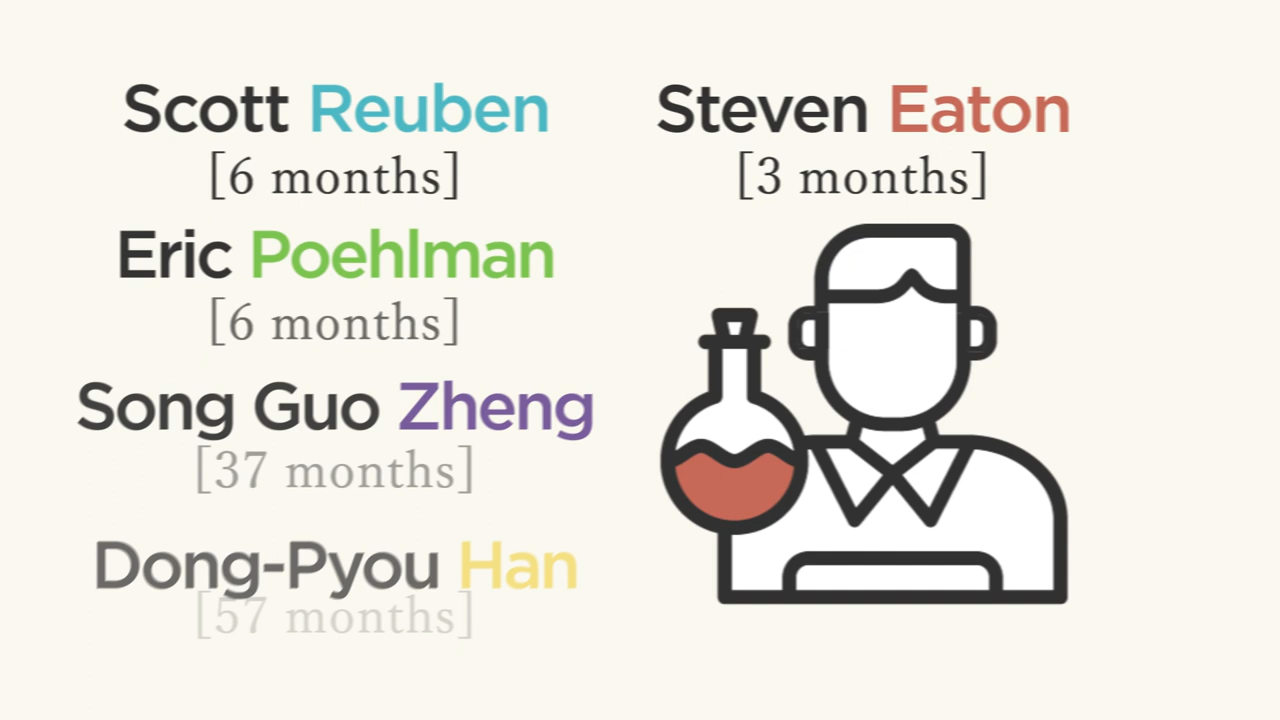 Scott Reuben
[6 months]
Eric Poehlman
[6 months]
Song Guo Zheng
[37 months]
Dong-Pyou Han
[57 months]
Steven Eaton
[3 months]